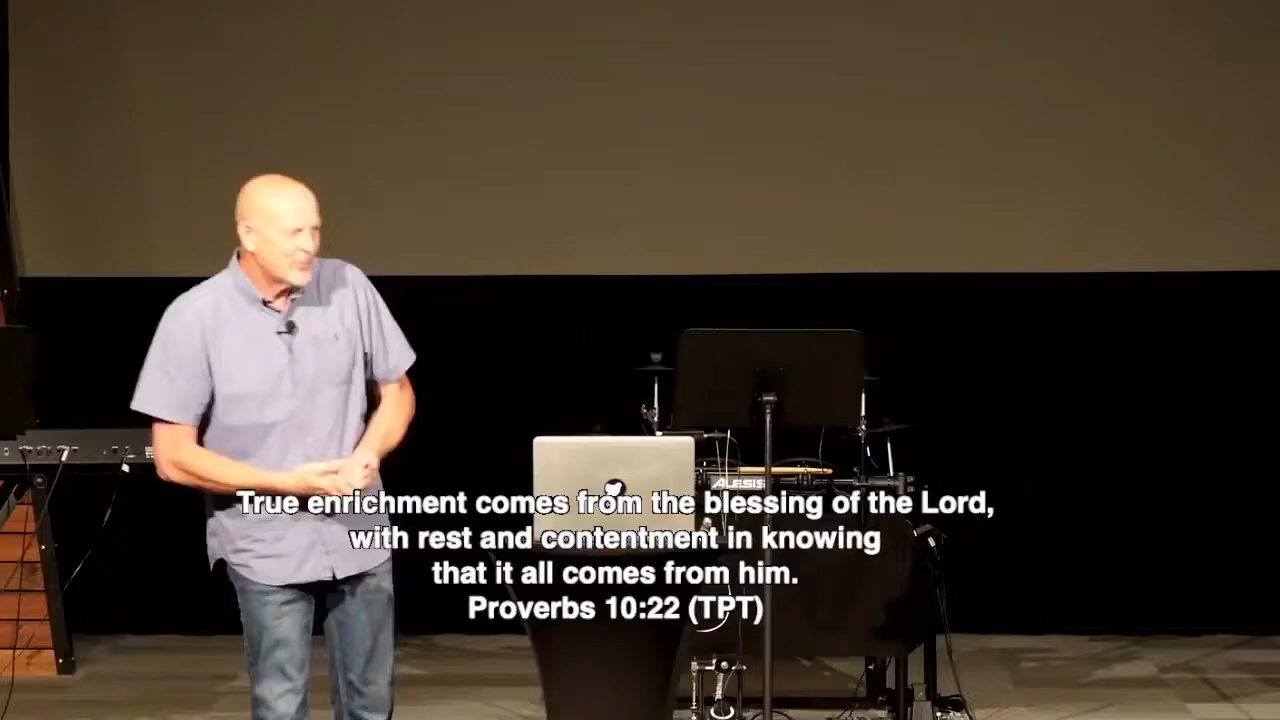 ALESIS
True enrichment comes from the blessing of the Lord,
with rest and contentment in knowing
that it all comes from him.
Proverbs 10:22 (TPT)